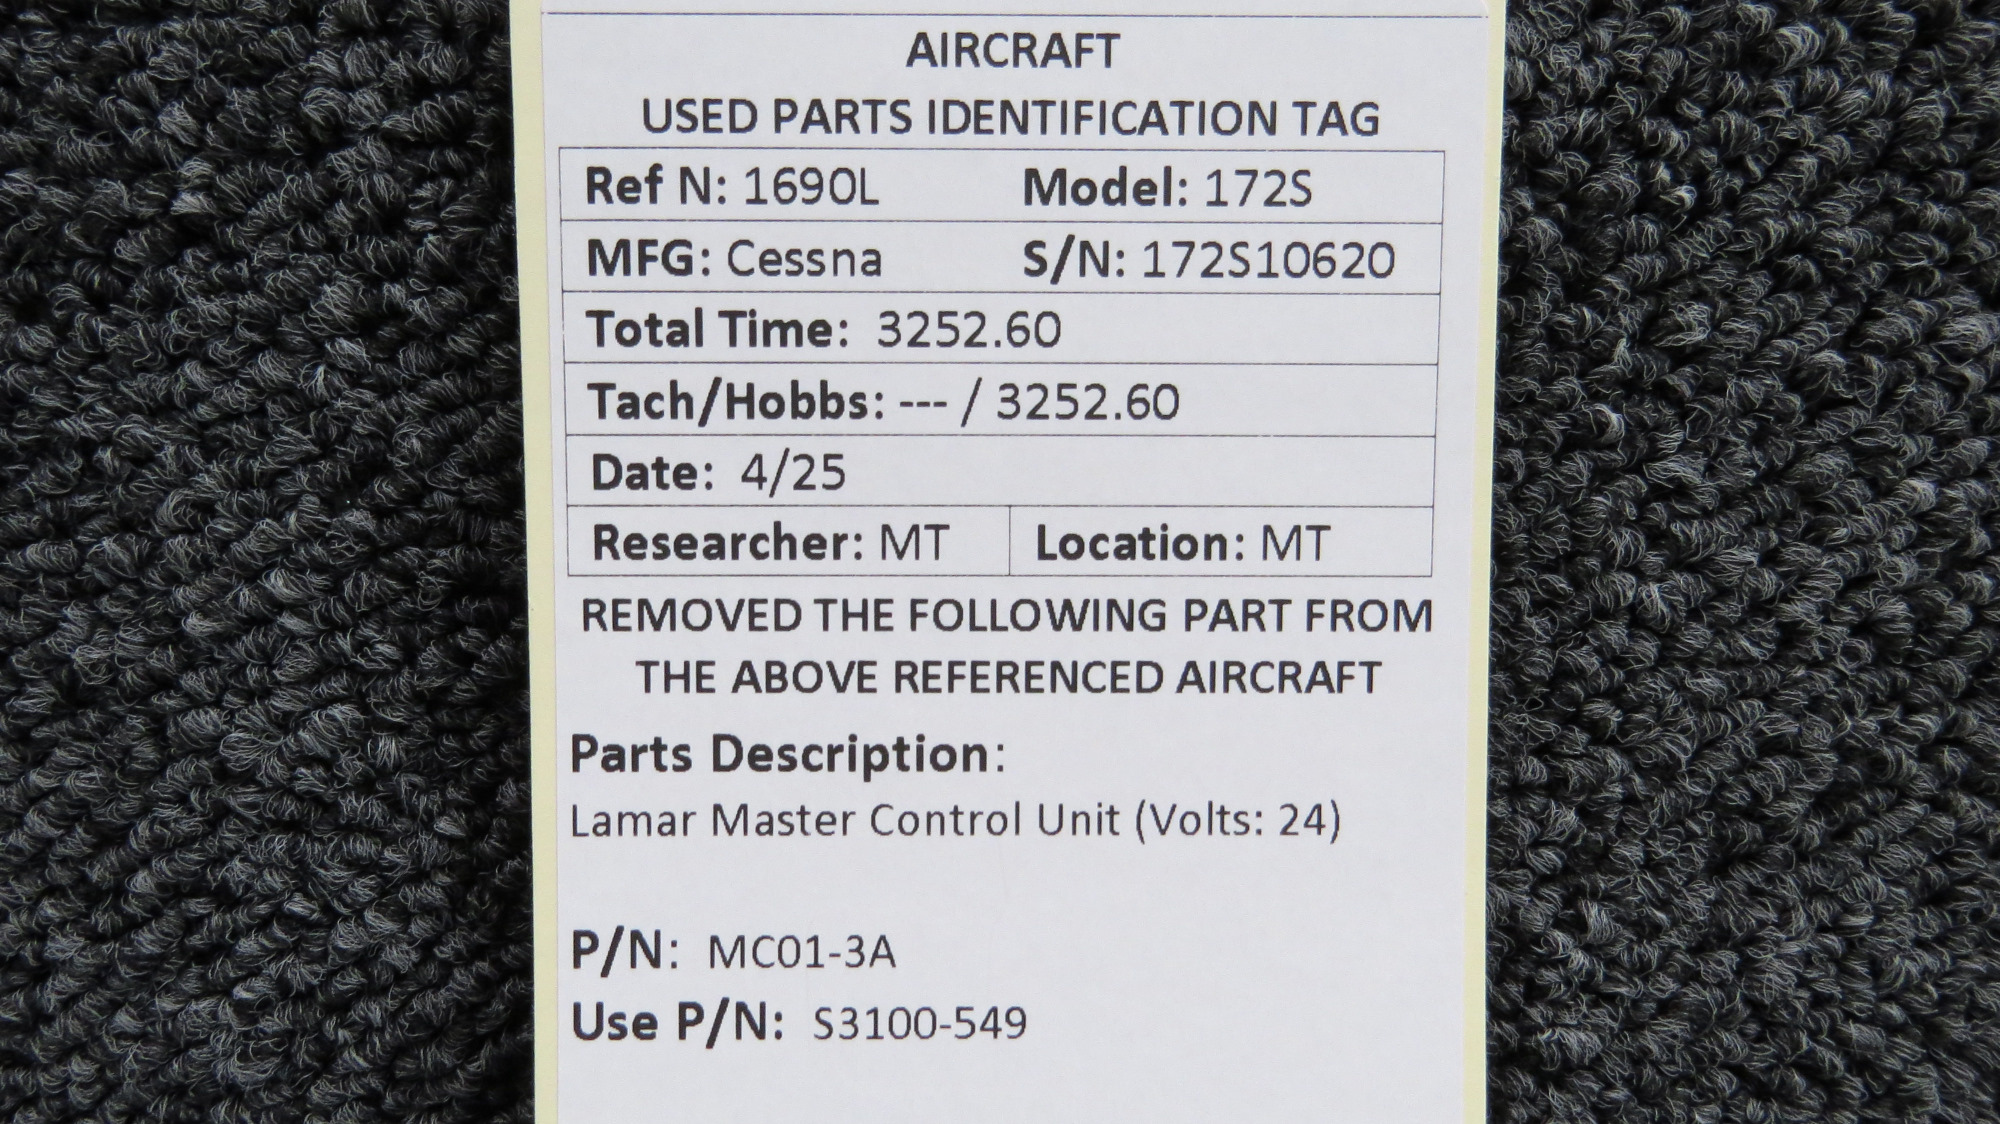 AIRCRAFT
USED PARTS IDENTIFICATION TAG
Ref N: 1690L Model: 172S
MFG: Cessna S/N: 172S10620
Total Time: 3252.60
Tach/Hobbs: --- / 3252.60
Date: 4/25
Researcher: MT Location: MT
REMOVED THE FOLLOWING PART FROM
THE ABOVE REFERENCED AIRCRAFT
Parts Description:
Lamar Master Control Unit (Volts: 24)
P/N: MC01-3A
Use P/N: S3100-549